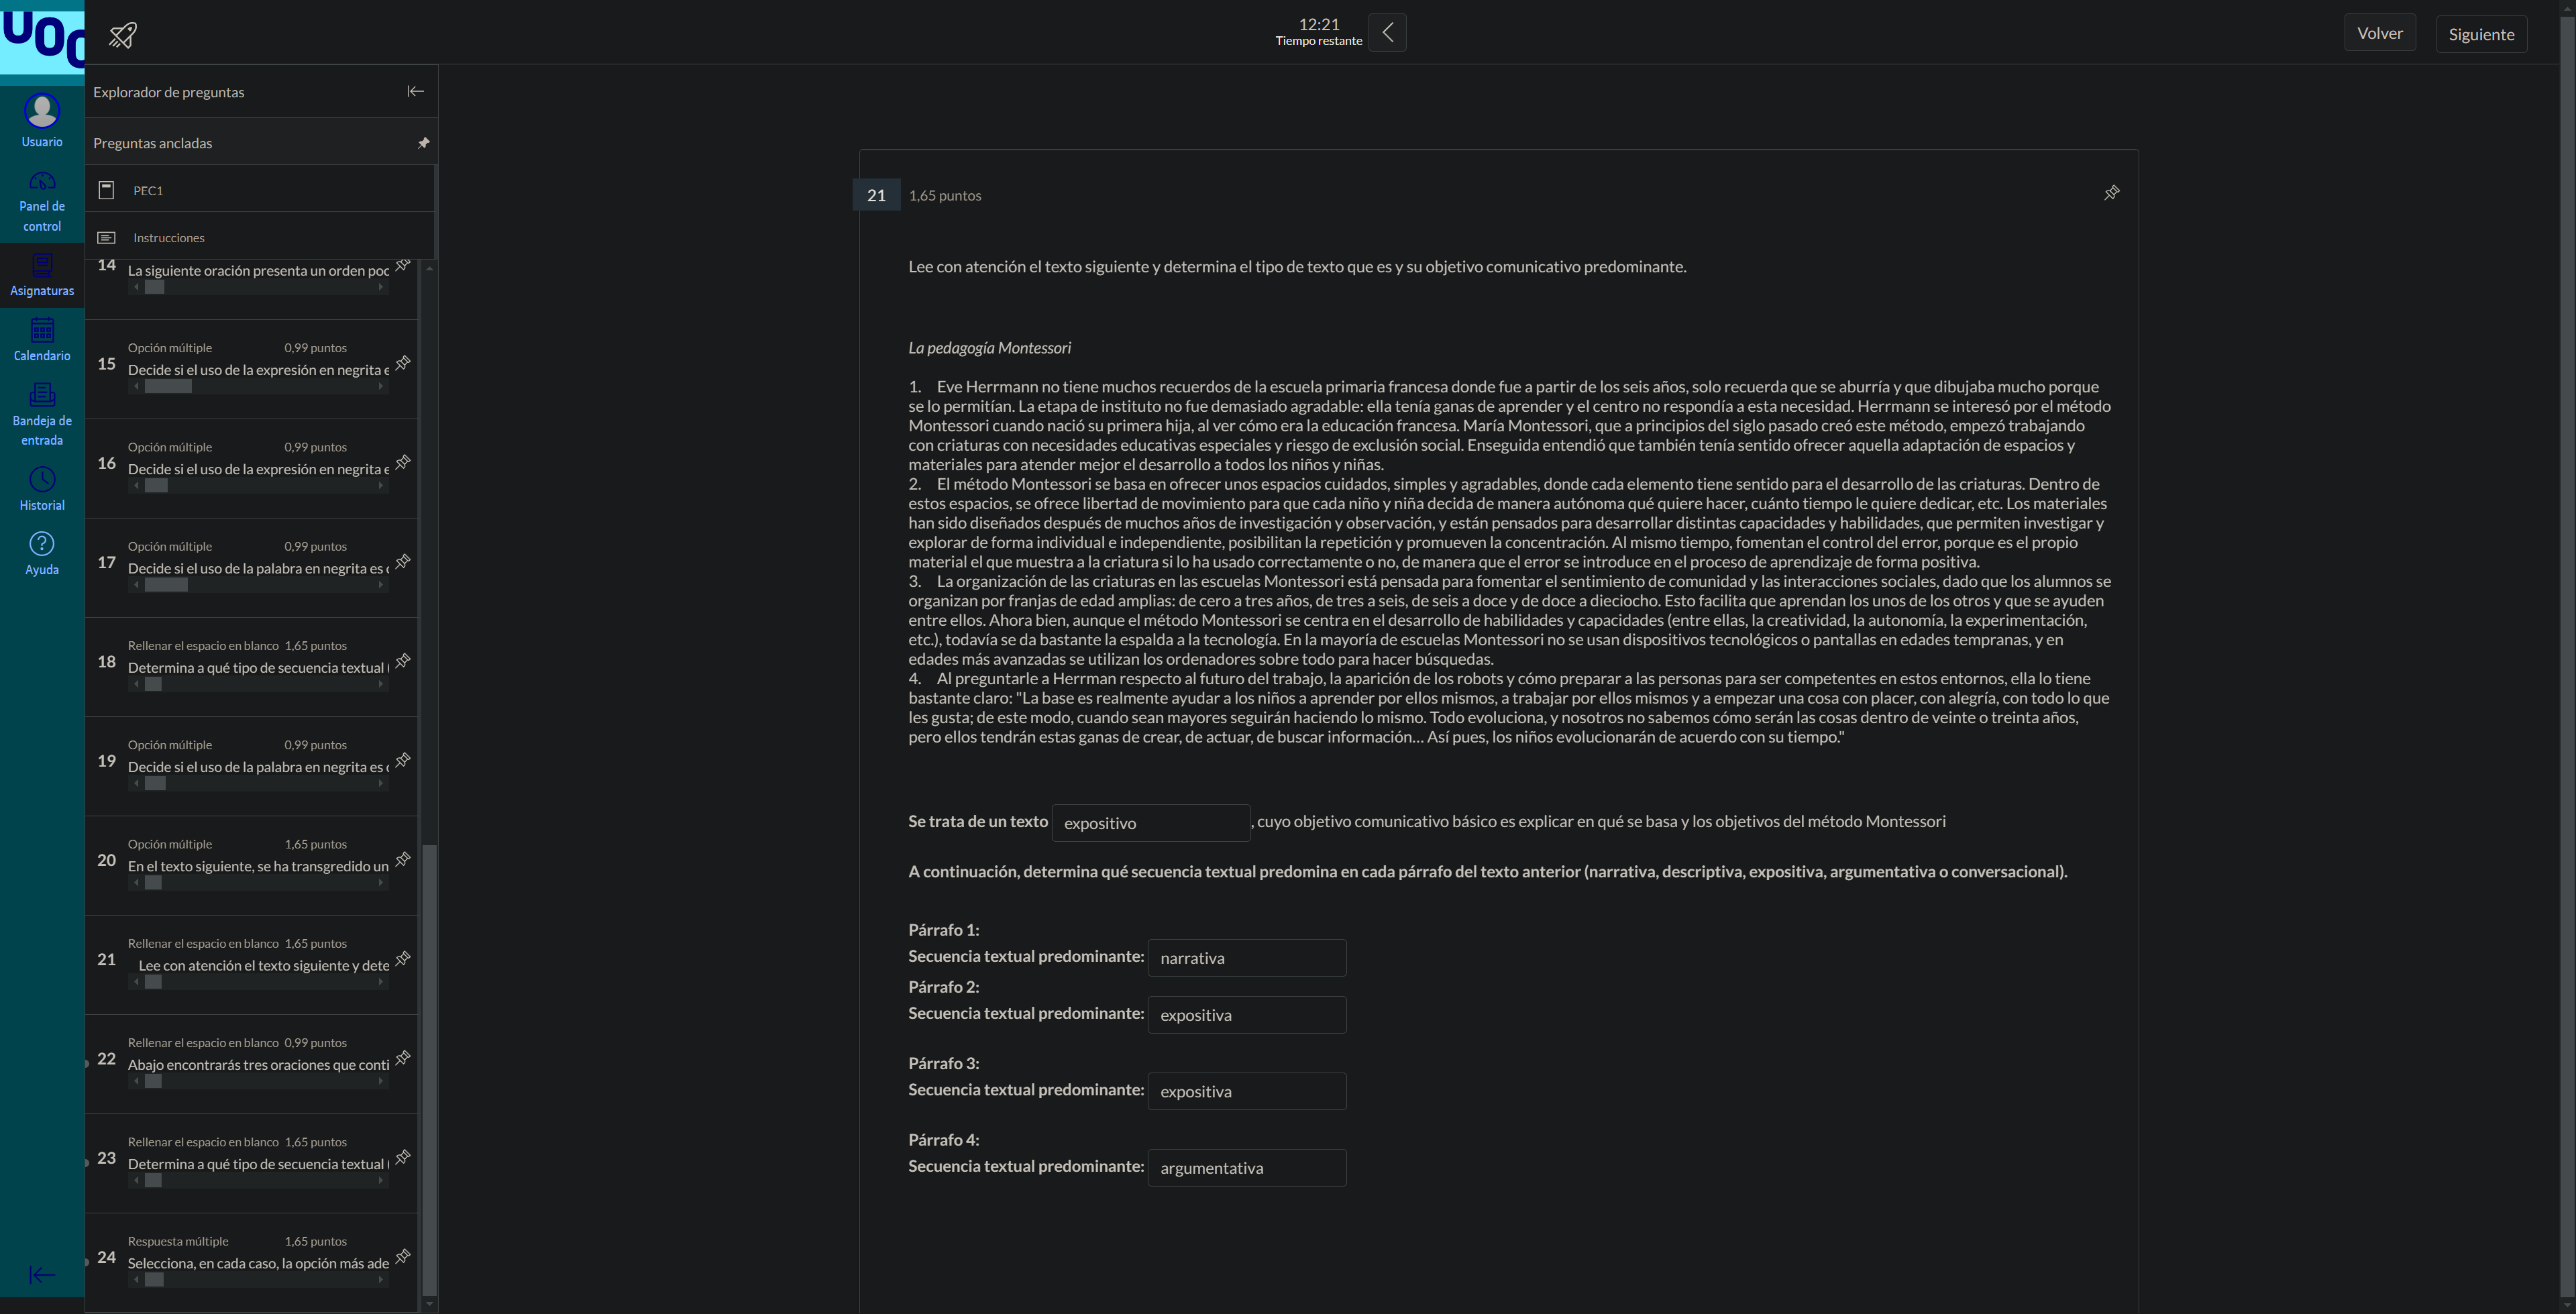 UOC
12:21
Tiempo restante
Volver
Siguiente
Usuario
Panel de
control
Asignaturas
Calendario
Bandeja de
entrada
Historial
Ayuda
Explorador de preguntas
Preguntas ancladas
PEC1
Instrucciones
14
La siguiente oración presenta un orden poc
Opción múltiple 0,99 puntos
15
Decide si el uso de la expresión en negrita e
Opción múltiple 0,99 puntos
16
Decide si el uso de la expresión en negrita e
Opción múltiple 0,99 puntos
17
Decide si el uso de la palabra en negrita es c
Rellenar el espacio en blanco 1,65 puntos
18
Determina a qué tipo de secuencia textual
Opción múltiple 0,99 puntos
19
Decide si el uso de la palabra en negrita es c
Opción múltiple 1,65 puntos
20
En el texto siguiente, se ha transgredido un
Rellenar el espacio en blanco 1,65 puntos
21
Lee con atención el texto siguiente y dete
Rellenar el espacio en blanco 0,99 puntos
22
Abajo encontrarás tres oraciones que conti
Rellenar el espacio en blanco 1,65 puntos
23
Determina a qué tipo de secuencia textual
Respuesta múltiple 1,65 puntos
24
Selecciona, en cada caso, la opción más ade
21 1,65 puntos
Lee con atención el texto siguiente y determina el tipo de texto que es y su objetivo comunicativo predominante.
La pedagogía Montessori
1. Eve Herrmann no tiene muchos recuerdos de la escuela primaria francesa donde fue a partir de los seis años, solo recuerda que se aburría y que dibujaba mucho porque
se lo permitían. La etapa de instituto no fue demasiado agradable: ella tenía ganas de aprender y el centro no respondía a esta necesidad. Herrmann se interesó por el método
Montessori cuando nació su primera hija, al ver cómo era la educación francesa. María Montessori, que a principios del siglo pasado creó este método, empezó trabajando
con criaturas con necesidades educativas especiales y riesgo de exclusión social. Enseguida entendió que también tenía sentido ofrecer aquella adaptación de espacios y
materiales para atender mejor el desarrollo a todos los niños y niñas.
2. El método Montessori se basa en ofrecer unos espacios cuidados, simples y agradables, donde cada elemento tiene sentido para el desarrollo de las criaturas. Dentro de
estos espacios, se ofrece libertad de movimiento para que cada niño y niña decida de manera autónoma qué quiere hacer, cuánto tiempo le quiere dedicar, etc. Los materiales
han sido diseñados después de muchos años de investigación y observación, y están pensados para desarrollar distintas capacidades y habilidades, que permiten investigar y
explorar de forma individual e independiente, posibilitan la repetición y promueven la concentración. Al mismo tiempo, fomentan el control del error, porque es el propio
material el que muestra a la criatura si lo ha usado correctamente o no, de manera que el error se introduce en el proceso de aprendizaje de forma positiva.
3. La organización de las criaturas en las escuelas Montessori está pensada para fomentar el sentimiento de comunidad y las interacciones sociales, dado que los alumnos se
organizan por franjas de edad amplias: de cero a tres años, de tres a seis, de seis a doce y de doce a dieciocho. Esto facilita que aprendan los unos de los otros y que se ayuden
entre ellos. Ahora bien, aunque el método Montessori se centra en el desarrollo de habilidades y capacidades (entre ellas, la creatividad, la autonomía, la experimentación,
etc.), todavía se da bastante la espalda a la tecnología. En la mayoría de escuelas Montessori no se usan dispositivos tecnológicos o pantallas en edades tempranas, y en
edades más avanzadas se utilizan los ordenadores sobre todo para hacer búsquedas.
4. Al preguntarle a Herrman respecto al futuro del trabajo, la aparición de los robots y cómo preparar a las personas para ser competentes en estos entornos, ella lo tiene
bastante claro: "La base es realmente ayudar a los niños a aprender por ellos mismos, a trabajar por ellos mismos y a empezar una cosa con placer, con alegría, con todo lo que
les gusta; de este modo, cuando sean mayores seguirán haciendo lo mismo. Todo evoluciona, y nosotros no sabemos cómo serán las cosas dentro de veinte o treinta años,
pero ellos tendrán estas ganas de crear, de actuar, de buscar información... Así pues, los niños evolucionarán de acuerdo con su tiempo."
Se trata de un texto expositivo , cuyo objetivo comunicativo básico es explicar en qué se basa y los objetivos del método Montessori
A continuación, determina qué secuencia textual predomina en cada párrafo del texto anterior (narrativa, descriptiva, expositiva, argumentativa o conversacional).
Párrafo 1:
Secuencia textual predominante: narrativa
Párrafo 2:
Secuencia textual predominante: expositiva
Párrafo 3:
Secuencia textual predominante: expositiva
Párrafo 4:
Secuencia textual predominante: argumentativa